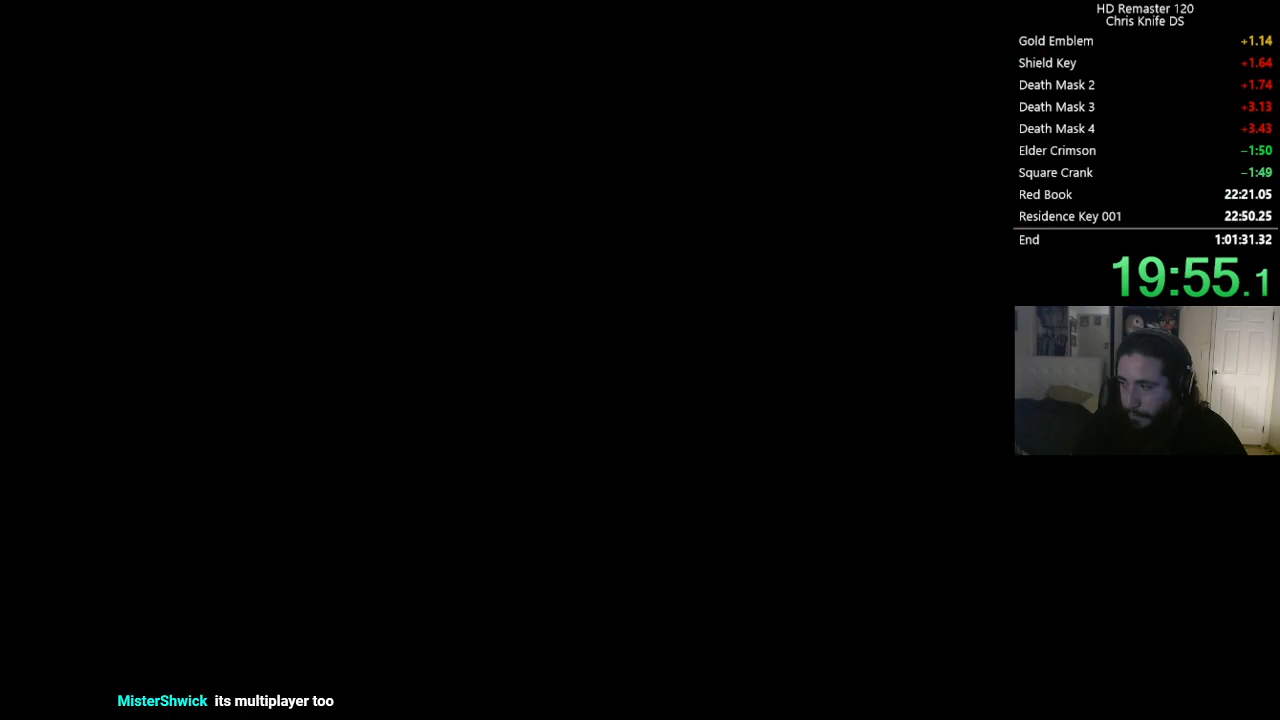 HD Remaster 120
Chris Knife DS
Gold Emblem +1.14
Shield Key +1.64
Death Mask 2 +1.74
Death Mask 3 +3.13
Death Mask 4 +3.43
Elder Crimson −1:50
Square Crank −1:49
Red Book 22:21.05
Residence Key 001 22:50.25
End 1:01:31.32
19:55.1
MisterShwick its multiplayer too